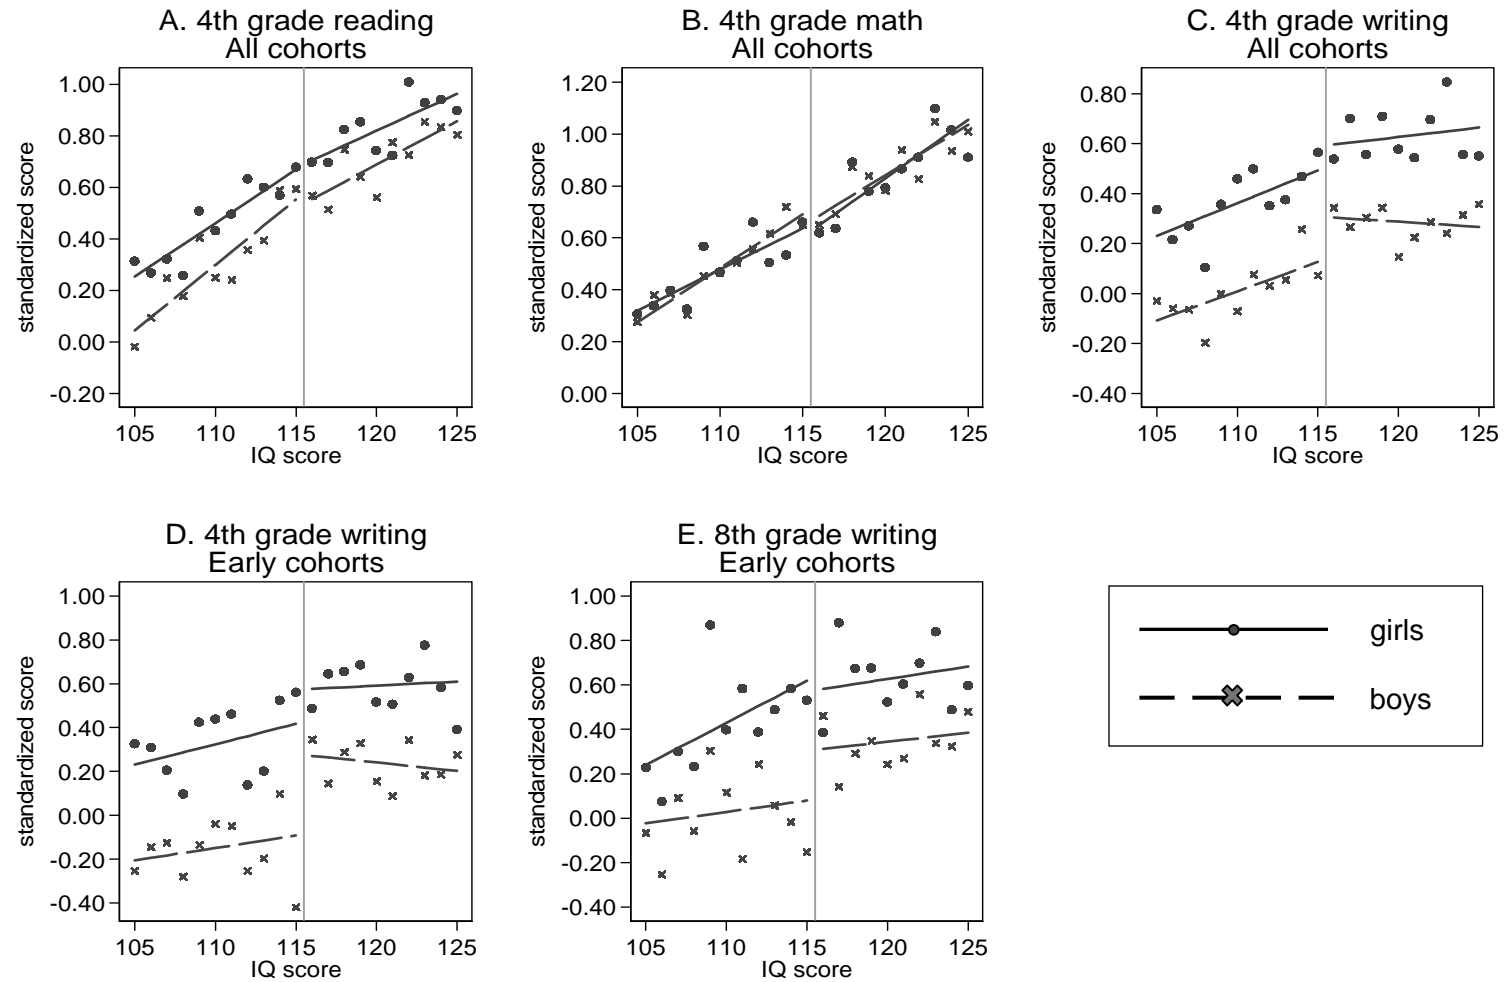 A. 4th grade reading
All cohorts
standardized score
1.00
0.80
0.60
0.40
0.20
0.00
-0.20
105 110 115 120 125
IQ score
B. 4th grade math
All cohorts
standardized score
1.20
1.00
0.80
0.60
0.40
0.20
0.00
105 110 115 120 125
IQ score
C. 4th grade writing
All cohorts
standardized score
0.80
0.60
0.40
0.20
0.00
-0.20
-0.40
105 110 115 120 125
IQ score
D. 4th grade writing
Early cohorts
standardized score
1.00
0.80
0.60
0.40
0.20
0.00
-0.20
-0.40
105 110 115 120 125
IQ score
E. 8th grade writing
Early cohorts
standardized score
1.00
0.80
0.60
0.40
0.20
0.00
-0.20
-0.40
105 110 115 120 125
IQ score
girls
boys